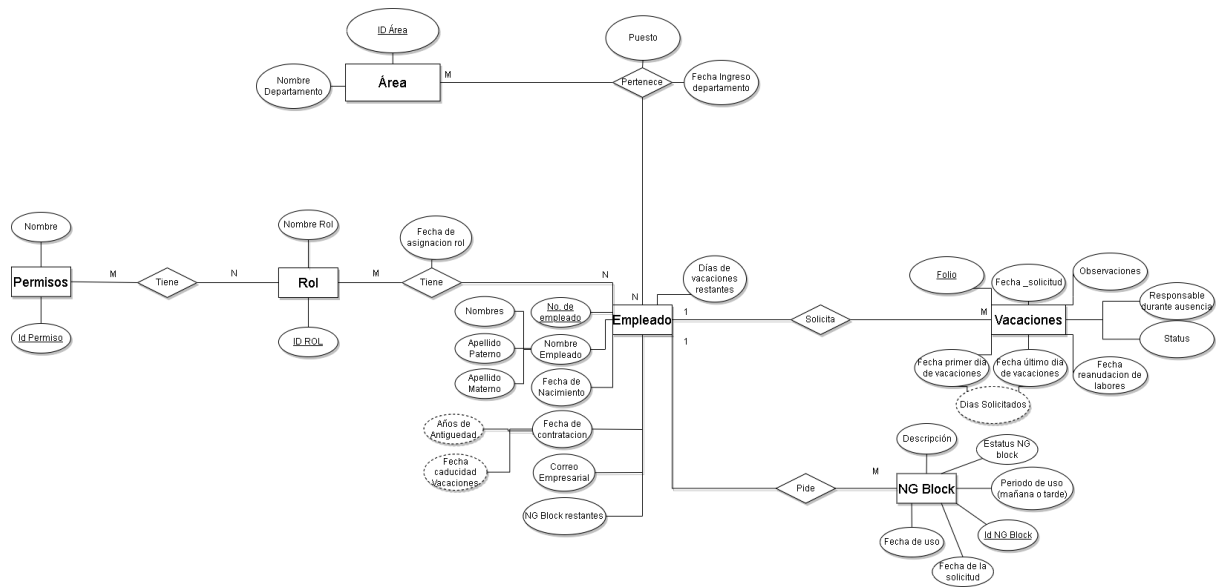 ID Área
Puesto
M
Área
Nombre
Departamento
Pertenece
Fecha Ingreso
departamento
Nombre
Nombre Rol
Fecha de
asignacion rol
Permisos
M
Tiene
N
Rol
M
Tiene
N
Id Permiso
ID ROL
N
Días de
vacaciones
restantes
Empleado
1
1
Solicita
M
Vacaciones
Folio
Fecha _solicitud
Observaciones
Responsable
durante ausencia
Status
Fecha primer día
de vacaciones
Fecha último día
de vacaciones
Fecha
reanudacion de
labores
Dias Solicitados
Nombres
Apellido
Paterno
Apellido
Materno
No. de
empleado
Nombre
Empleado
Fecha de
Nacimiento
Años de
Antiguedad
Fecha
caducidad
Vacaciones
Fecha de
contratacion
Correo
Empresarial
NG Block restantes
Pide
M
NG Block
Descripción
Estatus NG
block
Periodo de uso
(mañana o tarde)
Id NG Block
Fecha de la
solicitud
Fecha de uso